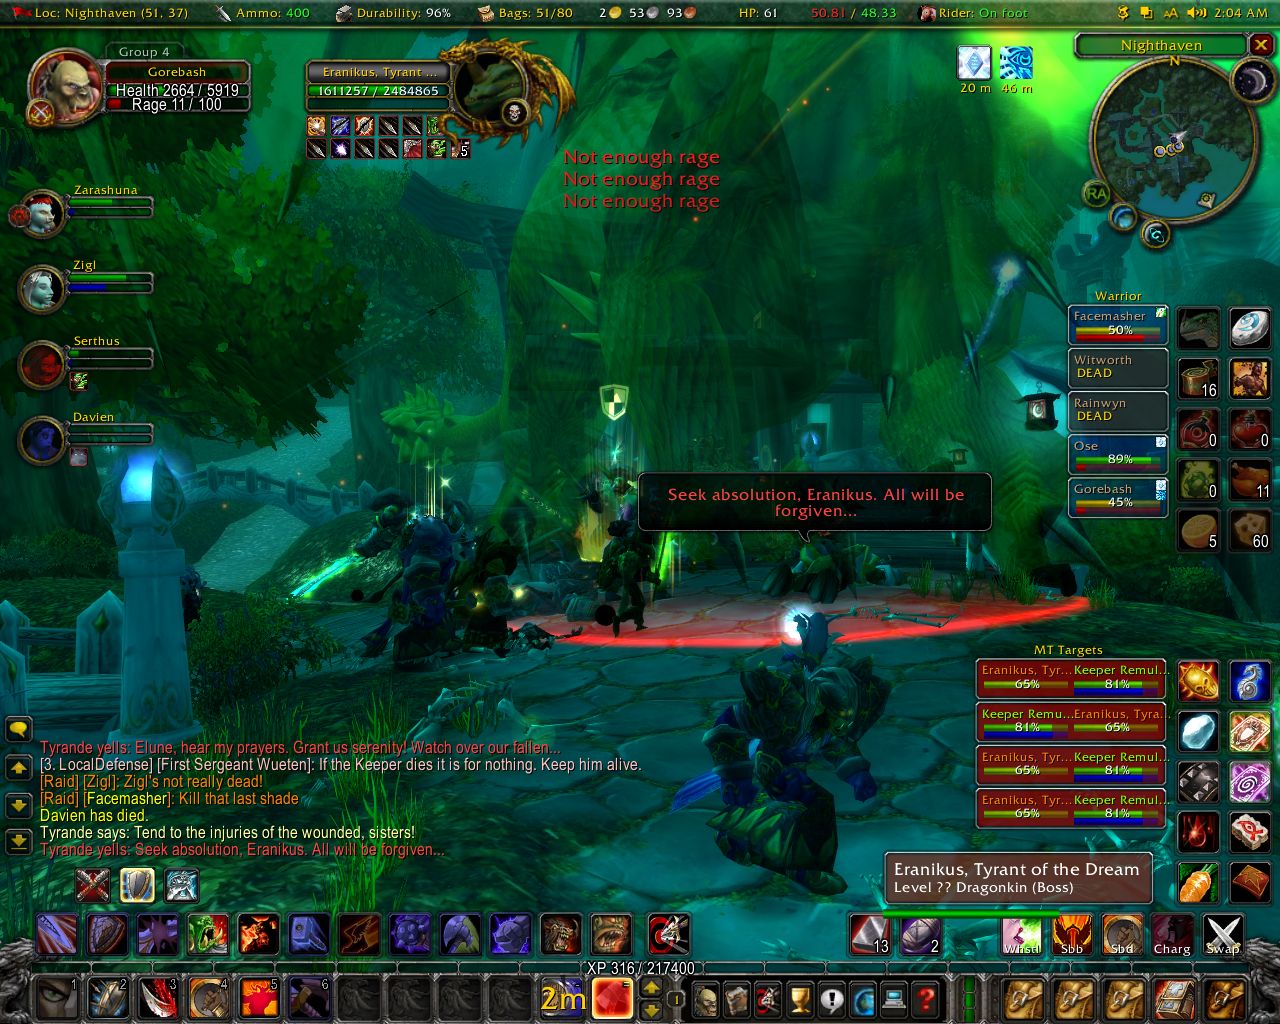 Loc: Nighthaven (51, 37)
Ammo: 400
Durability: 96%
Bags: 51/80
2 53 93
HP: 61
50.81 / 48.33
Rider: On foot
AA
2:04 AM
Group 4
Gorebash
Health 2664 / 5919
Rage 11 / 100
Eranikus, Tyrant ...
1611257 / 2484865
5
20 m
46 m
Nighthaven
N
RA
Not enough rage
Not enough rage
Not enough rage
Zarashuna
Zigl
Serthus
Davien
Warrior
Facemasher
50%
Witworth
DEAD
Rainwyn
DEAD
Ose
89%
Gorebash
45%
16
0
0
0
11
5
60
Seek absolution, Eranikus. All will be
forgiven...
MT Targets
Eranikus, Tyr... Keeper Remul...
65% 81%
Keeper Remu... Eranikus, Tyra...
81% 65%
Eranikus, Tyr... Keeper Remul...
65% 81%
Eranikus, Tyr... Keeper Remul...
65% 81%
Tyrande yells: Elune, hear my prayers. Grant us serenity! Watch over our fallen...
[3. LocalDefense] [First Sergeant Wueten]: If the Keeper dies it is for nothing. Keep him alive.
[Raid] [Zigl]: Zigl's not really dead!
[Raid] [Facemasher]: Kill that last shade
Davien has died.
Tyrande says: Tend to the injuries of the wounded, sisters!
Tyrande yells: Seek absolution, Eranikus. All will be forgiven...
Eranikus, Tyrant of the Dream
Level ?? Dragonkin (Boss)
13
2
Whstl
Sbb
Sbd
Charg
Swap
XP 316 / 217400
1
2
3
4
5
6
2m
=
1